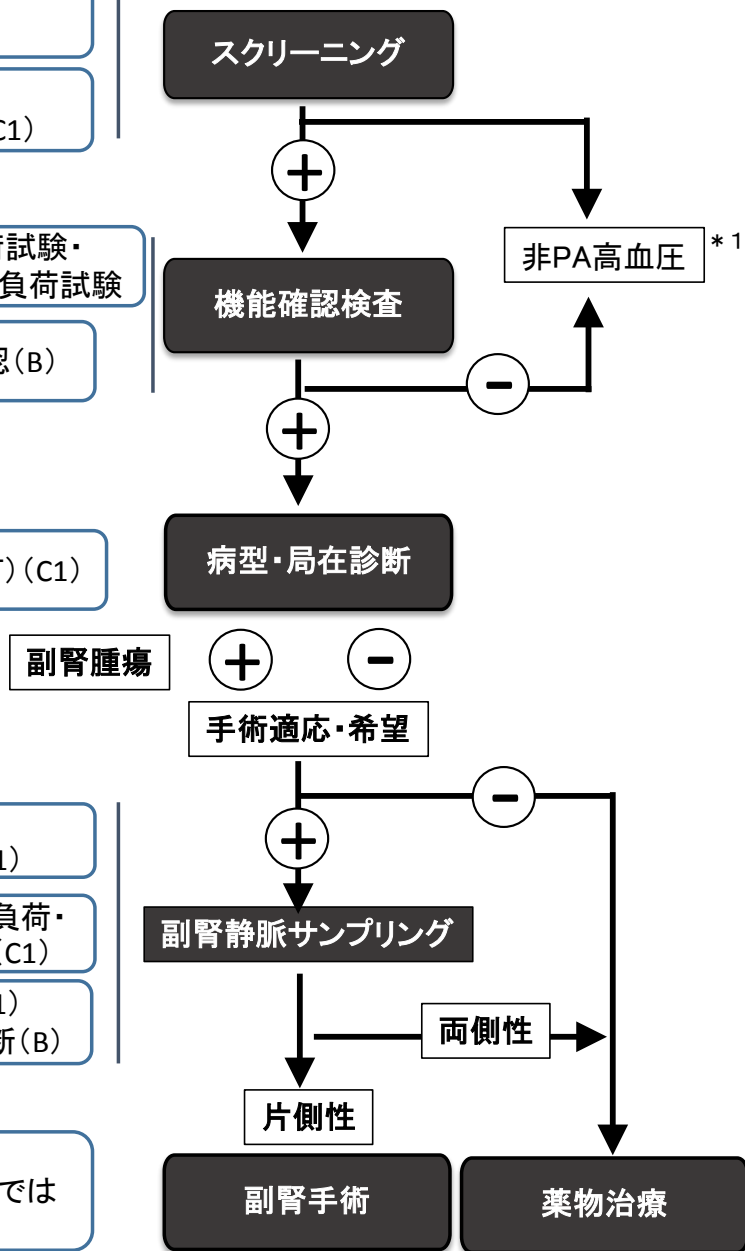 スクリーニング
C1）
＋
荷試験・
負荷試験
非PA高血圧 ＊1
機能確認検査
認（B）
－
＋
T）（C1）
病型・局在診断
副腎腫瘍
＋ －
手術適応・希望
－
1）
＋
負荷・
（C1）
副腎静脈サンプリング
1）
断（B）
両側性
片側性
では
副腎手術
薬物治療